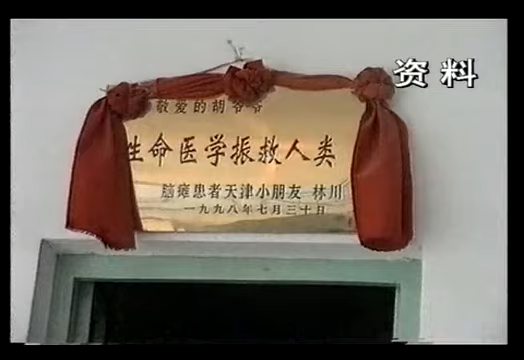 资料
敬爱的胡爷爷
生命医学振救人类
脑瘫患者天津小朋友 林川
一九九八年七月三十日